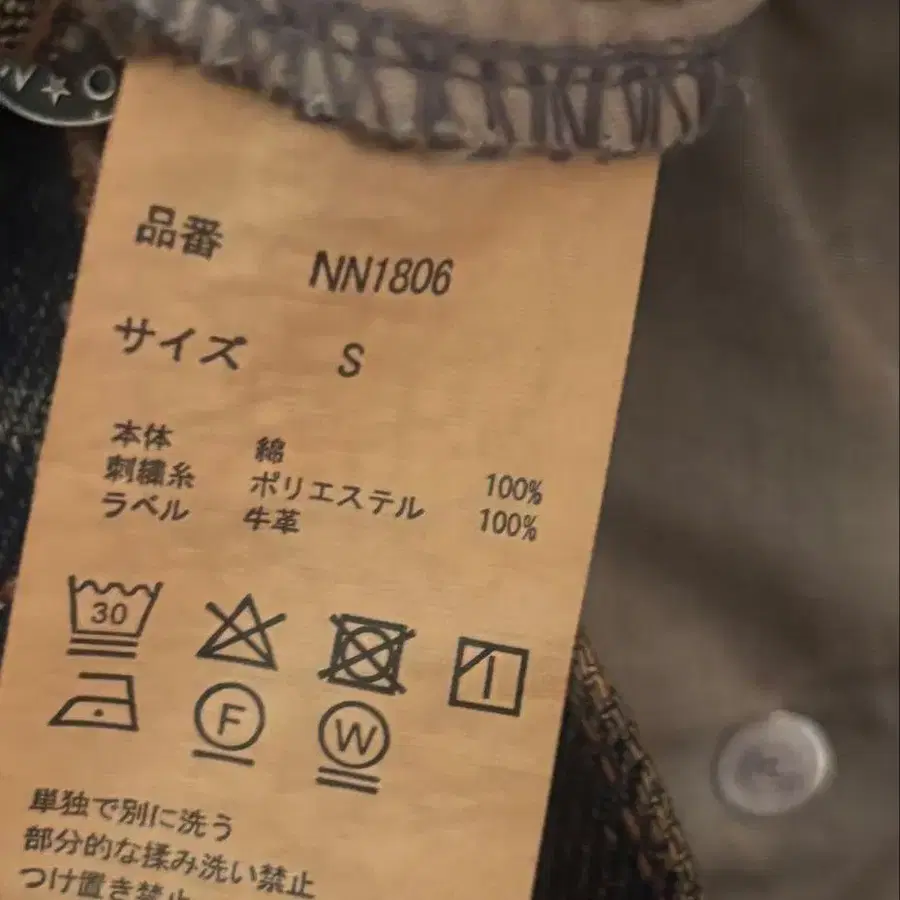 品番 NN1806
サイズ S
本体 綿 100%
刺繍糸 ポリエステル 100%
ラベル 牛革
30
F W
単独で別に洗う
部分的な揉み洗い禁止
つけ置き禁止